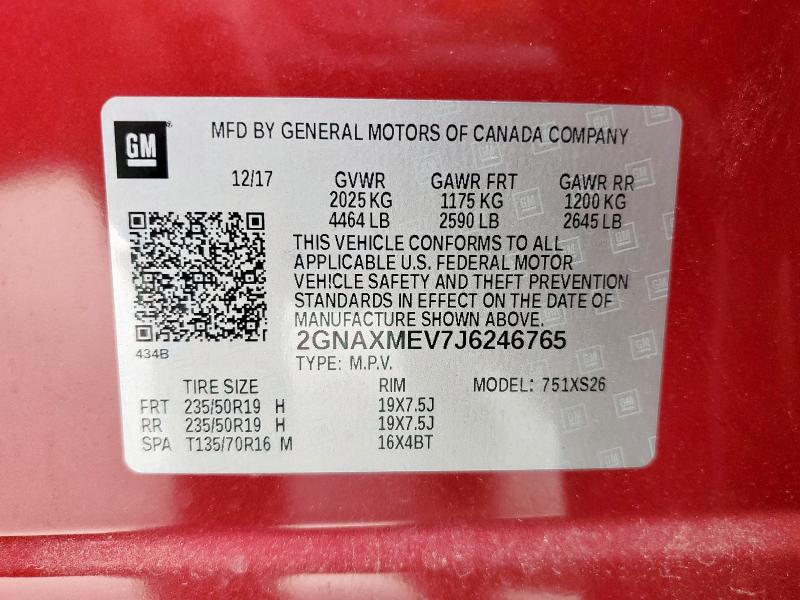 GM
MFD BY GENERAL MOTORS OF CANADA COMPANY
12/17 GVWR GAWR FRT GAWR RR
2025 KG 1175 KG 1200 KG
4464 LB 2590 LB 2645 LB
THIS VEHICLE CONFORMS TO ALL
APPLICABLE U.S. FEDERAL MOTOR
VEHICLE SAFETY AND THEFT PREVENTION
STANDARDS IN EFFECT ON THE DATE OF
MANUFACTURE SHOWN ABOVE.
2GNAXMEV7J6246765
434B
TYPE: M.P.V.
TIRE SIZE RIM MODEL: 751XS26
FRT 235/50R19 H 19X7.5J
RR 235/50R19 H 19X7.5J
SPA T135/70R16 M 16X4BT